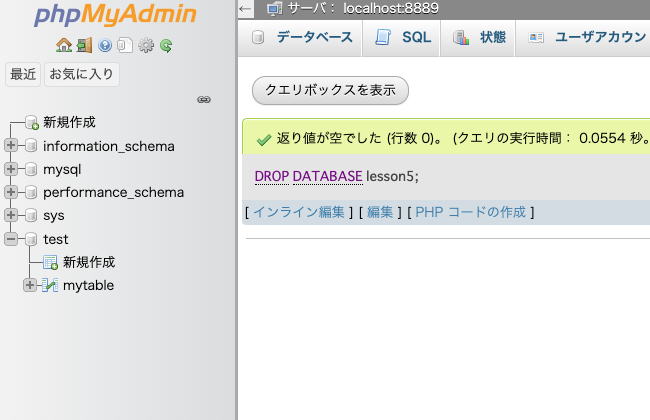 phpMyAdmin
最近 お気に入り
新規作成
information_schema
mysql
performance_schema
sys
test
新規作成
mytable
サーバ： localhost:8889
データベース SQL 状態 ユーザアカウン
クエリボックスを表示
返り値が空でした (行数 0)。 (クエリの実行時間： 0.0554 秒。
DROP DATABASE lesson5;
[ インライン編集 ] [ 編集 ] [ PHP コードの作成 ]